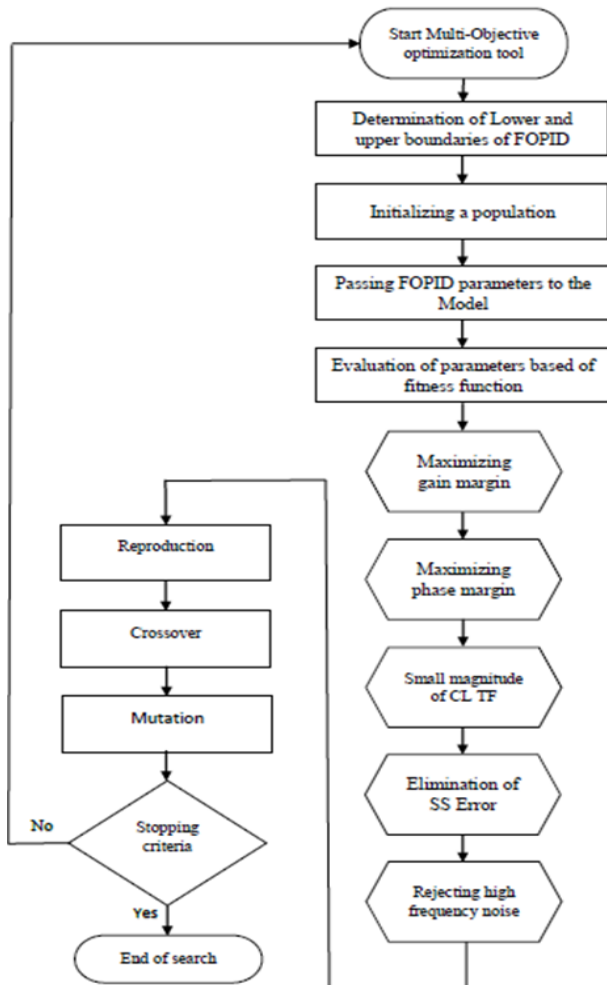 Start Multi-Objective
optimization tool
Determination of Lower and
upper boundaries of FOPID
Initializing a population
Passing FOPID parameters to the
Model
Evaluation of parameters based of
fitness function
Maximizing
gain margin
Maximizing
phase margin
Small magnitude
of CL TF
Elimination of
SS Error
Rejecting high
frequency noise
Reproduction
Crossover
Mutation
Stopping
criteria
No
Yes
End of search